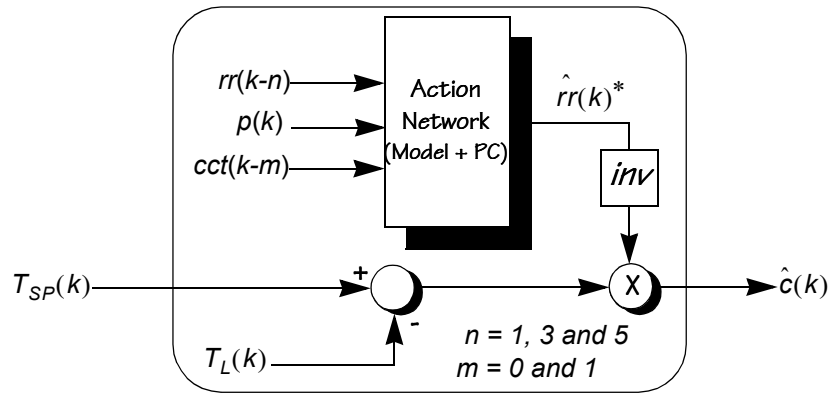 rr(k-n)
p(k)
cct(k-m)
Action
Network
(Model + PC)
r̂r(k)*
inv
T_SP(k)
+
-
X
ĉ(k)
T_L(k)
n = 1, 3 and 5
m = 0 and 1